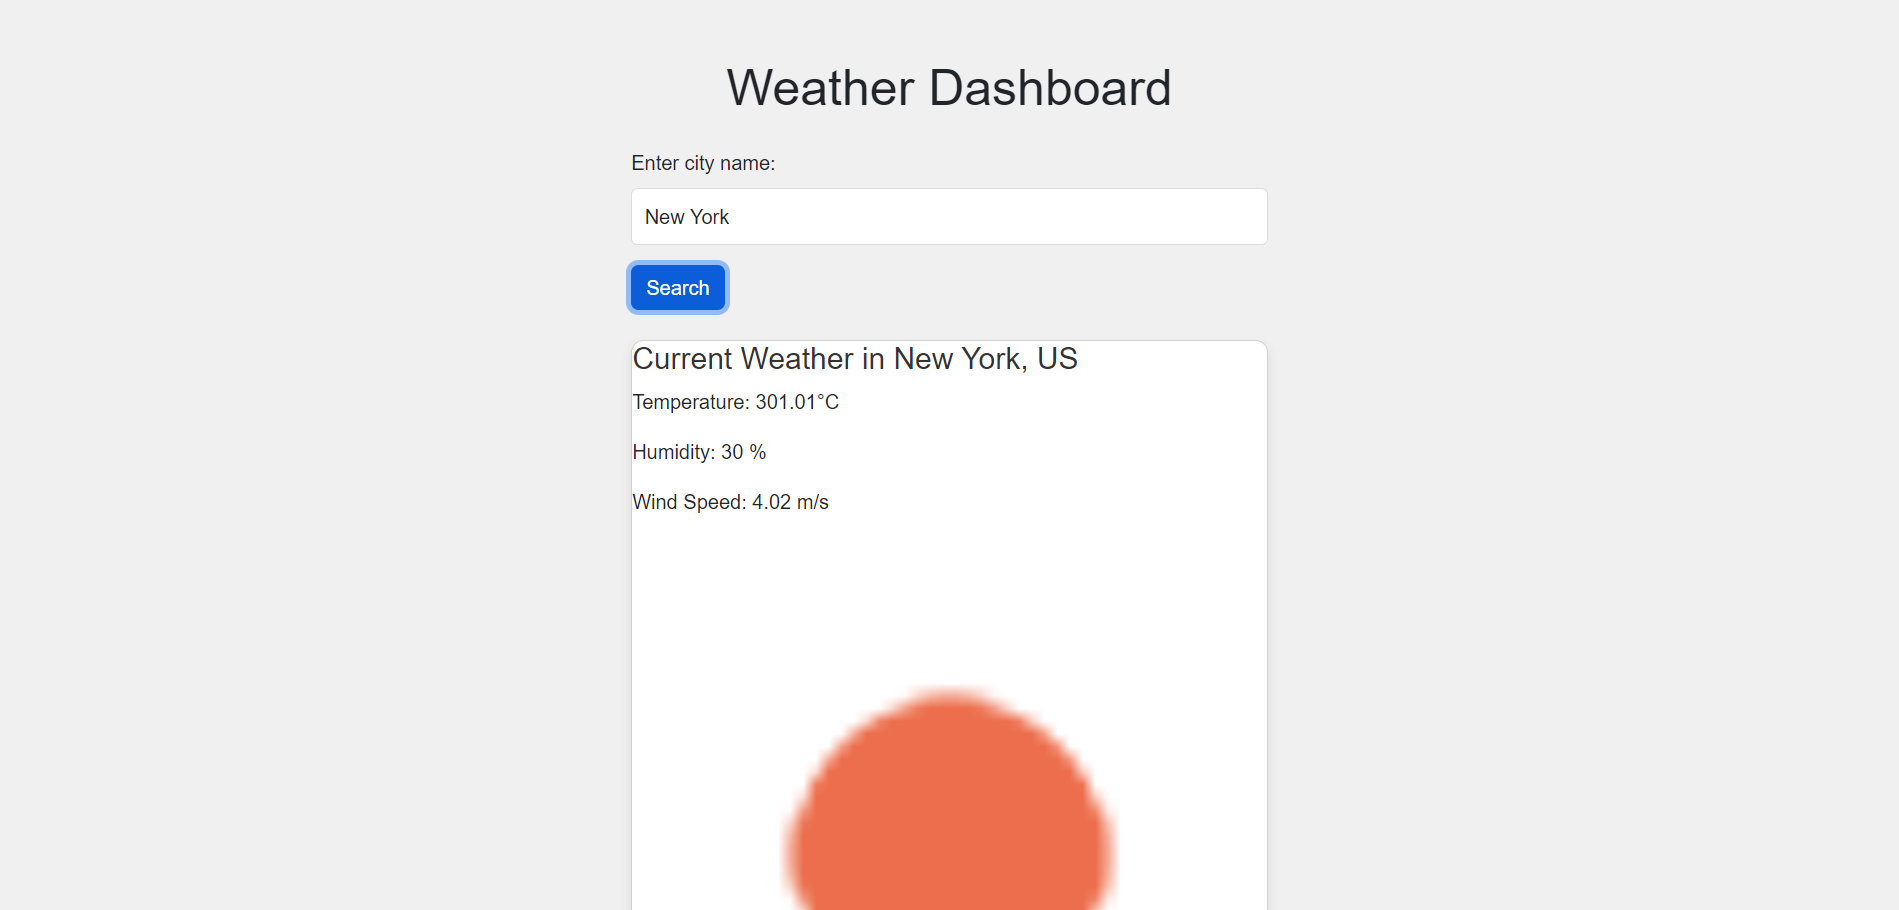 Weather Dashboard
Enter city name:
New York
Search
Current Weather in New York, US
Temperature: 301.01°C
Humidity: 30 %
Wind Speed: 4.02 m/s